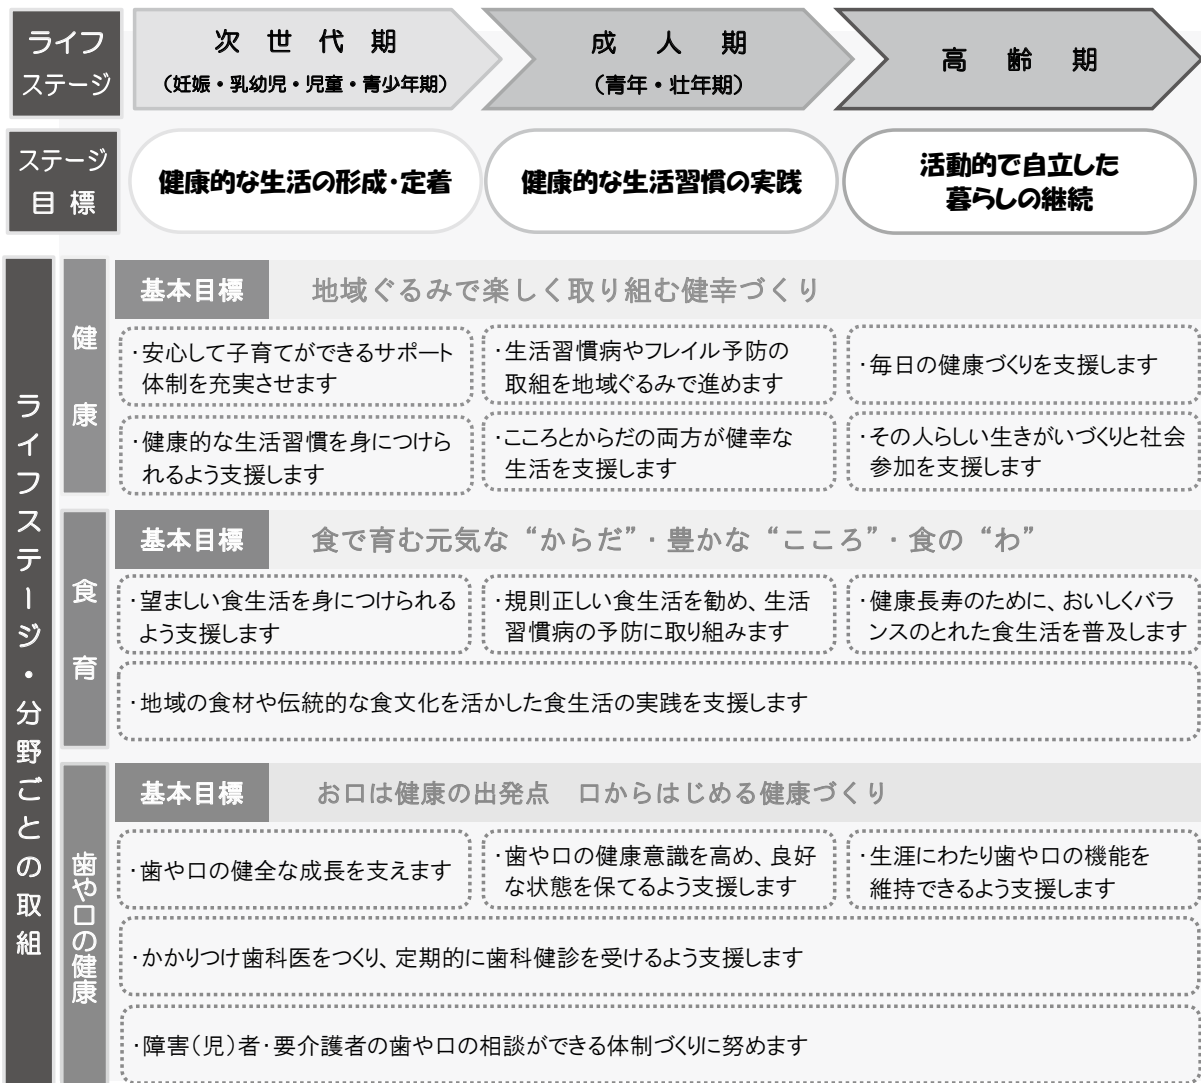 ライフ
ステージ
次世代期
（妊娠・乳幼児・児童・青少年期）
成人期
（青年・壮年期）
高齢期
ステージ
目標
健康的な生活の形成・定着
健康的な生活習慣の実践
活動的で自立した
暮らしの継続
ライフステージ・分野ごとの取組
健康
基本目標
地域ぐるみで楽しく取り組む健幸づくり
・安心して子育てができるサポート
体制を充実させます
・生活習慣病やフレイル予防の
取組を地域ぐるみで進めます
・毎日の健康づくりを支援します
・健康的な生活習慣を身につけら
れるよう支援します
・こころとからだの両方が健幸な
生活を支援します
・その人らしい生きがいづくりと社会
参加を支援します
食育
基本目標
食で育む元気な“からだ”・豊かな“こころ”・食の“わ”
・望ましい食生活を身につけられる
よう支援します
・規則正しい食生活を勧め、生活
習慣病の予防に取り組みます
・健康長寿のために、おいしくバラ
ンスのとれた食生活を普及します
・地域の食材や伝統的な食文化を活かした食生活の実践を支援します
歯や口の健康
基本目標
お口は健康の出発点　口からはじめる健康づくり
・歯や口の健全な成長を支えます
・歯や口の健康意識を高め、良好
な状態を保てるよう支援します
・生涯にわたり歯や口の機能を
維持できるよう支援します
・かかりつけ歯科医をつくり、定期的に歯科健診を受けるよう支援します
・障害（児）者・要介護者の歯や口の相談ができる体制づくりに努めます